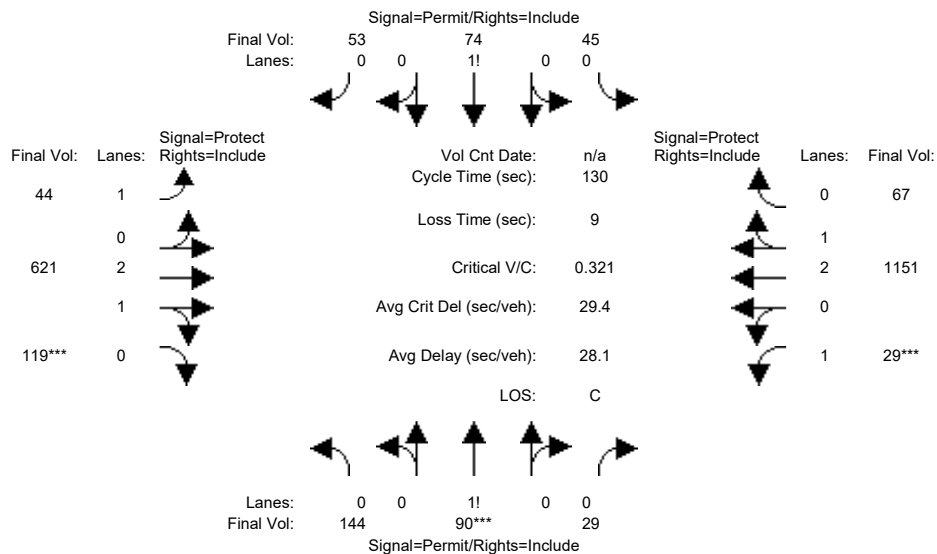 Signal=Permit/Rights=Include
Final Vol: 53 74 45
Lanes: 0 0 1! 0 0
Signal=Protect
Final Vol: Lanes: Rights=Include
Vol Cnt Date: n/a
Signal=Protect
Rights=Include Lanes: Final Vol:
Cycle Time (sec): 130
44 1
0 67
Loss Time (sec): 9
0
1
621 2
Critical V/C: 0.321
2 1151
1
Avg Crit Del (sec/veh): 29.4
0
119*** 0
Avg Delay (sec/veh): 28.1
1 29***
LOS: C
Lanes: 0 0 1! 0 0
Final Vol: 144 90*** 29
Signal=Permit/Rights=Include